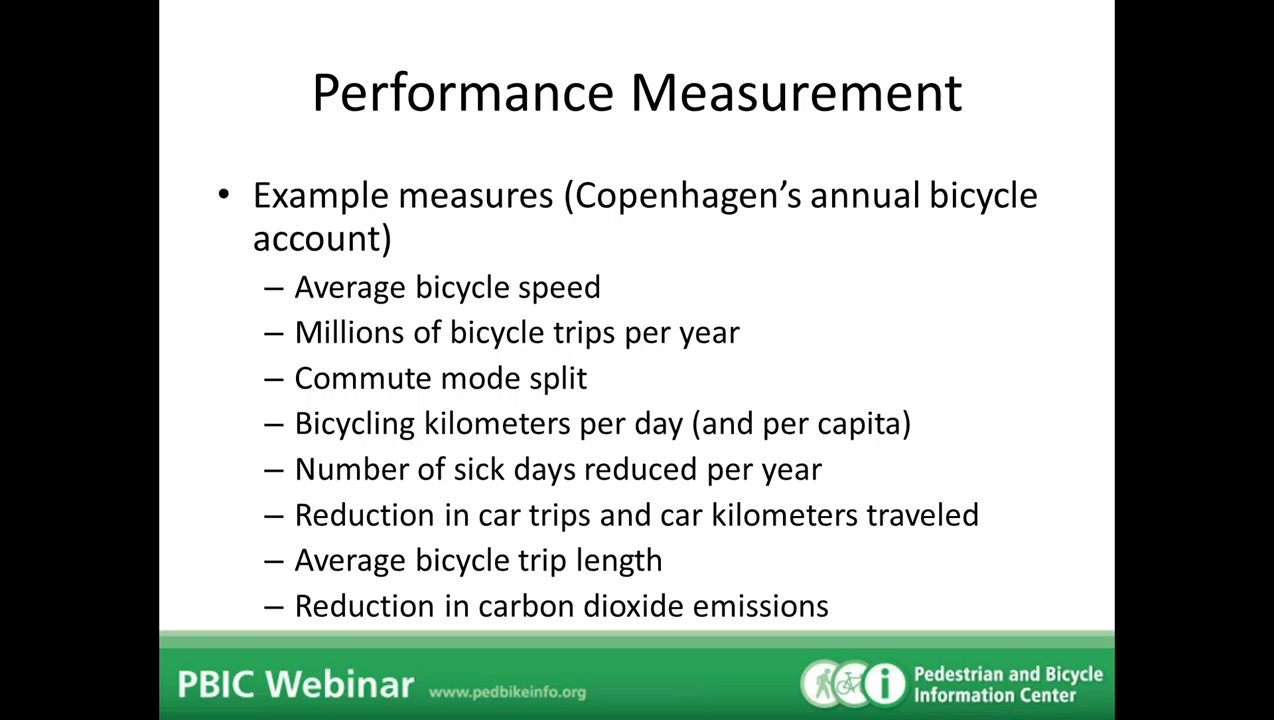 Performance Measurement
• Example measures (Copenhagen’s annual bicycle
account)
– Average bicycle speed
– Millions of bicycle trips per year
– Commute mode split
– Bicycling kilometers per day (and per capita)
– Number of sick days reduced per year
– Reduction in car trips and car kilometers traveled
– Average bicycle trip length
– Reduction in carbon dioxide emissions
PBIC Webinar www.pedbikeinfo.org
i
Pedestrian and Bicycle
Information Center